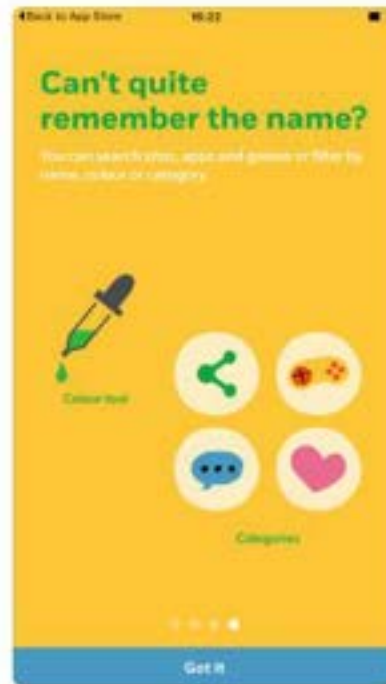 Back to App Store
16:22
Can't quite
remember the name?
You can search sites, apps and games or filter by
name, colour or category.
Colour tool
Categories
Got it